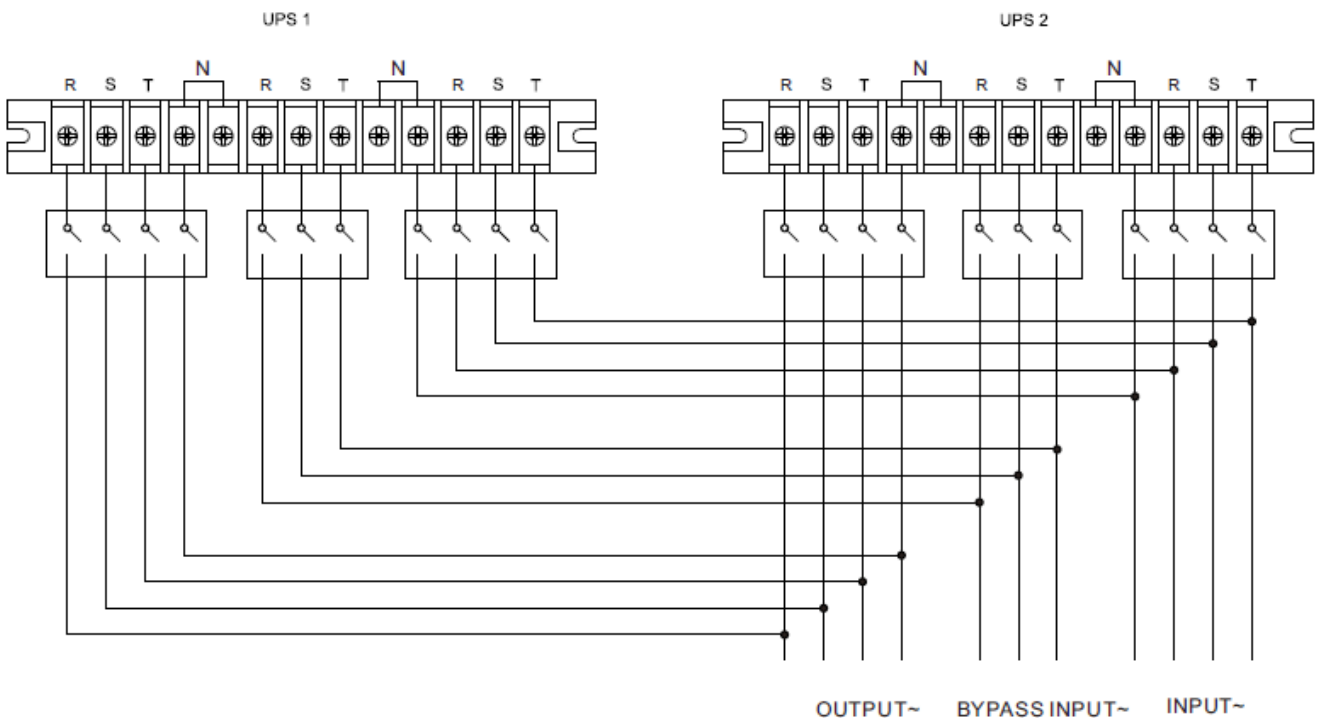 UPS 1 UPS 2
R S T N R S T N R S T R S T N R S T N R S T
OUTPUT~ BYPASS INPUT~ INPUT~